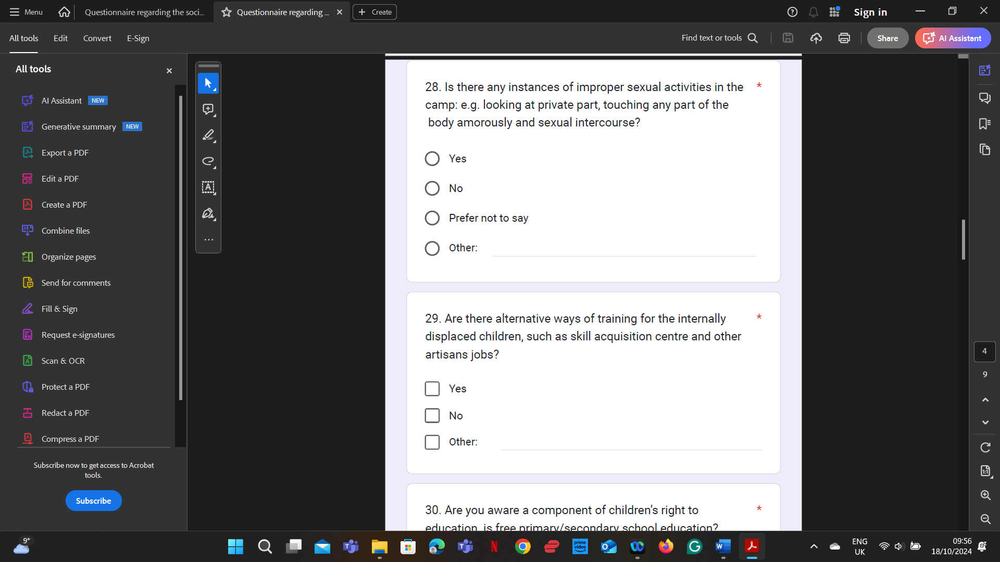 Menu
Questionnaire regarding the soci...
Questionnaire regarding ...
Create
Sign in
All tools
Edit
Convert
E-Sign
Find text or tools
Share
AI Assistant
All tools
AI Assistant NEW
Generative summary NEW
Export a PDF
Edit a PDF
Create a PDF
Combine files
Organize pages
Send for comments
Fill & Sign
Request e-signatures
Scan & OCR
Protect a PDF
Redact a PDF
Compress a PDF
Subscribe now to get access to Acrobat
tools.
Subscribe
28. Is there any instances of improper sexual activities in the *
camp: e.g. looking at private part, touching any part of the
body amorously and sexual intercourse?
Yes
No
Prefer not to say
Other:
29. Are there alternative ways of training for the internally *
displaced children, such as skill acquisition centre and other
artisans jobs?
Yes
No
Other:
30. Are you aware a component of children’s right to *
education, is free primary/secondary school education?
4
9
9°
prime video
ENG
UK
09:56
18/10/2024